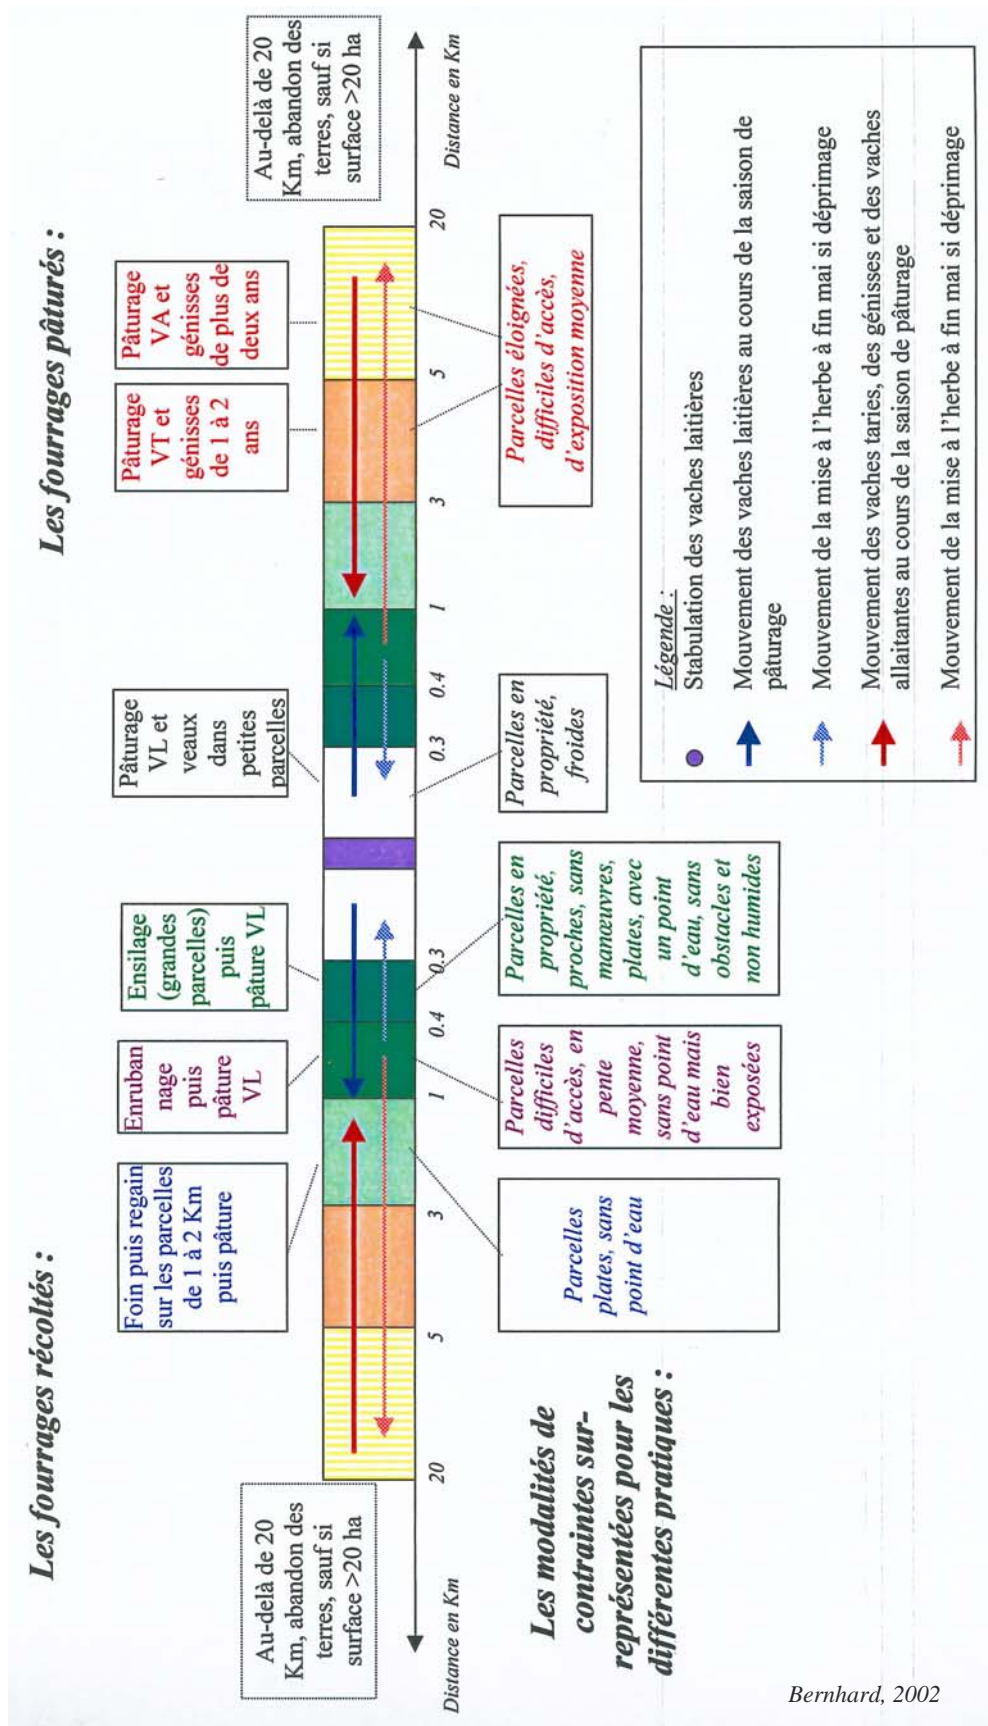 Les fourrages récoltés :
Les fourrages pâturés :
Au-delà de 20
Km, abandon des
terres, sauf si
surface >20 ha
Foin puis regain
sur les parcelles
de 1 à 2 Km
puis pâture
Enruban
nage
puis
pâture
VL
Ensilage
(grandes
parcelles)
puis
pâture VL
Pâturage
VL et
veaux
dans
petites
parcelles
Pâturage
VT et
génisses
de 1 à 2
ans
Pâturage
VA et
génisses
de plus de
deux ans
Au-delà de 20
Km, abandon des
terres, sauf si
surface >20 ha
Distance en Km
20
5
3
1
0.4
0.3
0.3
0.4
1
3
5
20
Distance en Km
Les modalités de
contraintes sur-
représentées pour les
différentes pratiques :
Parcelles
plates, sans
point d'eau
Parcelles
difficiles
d'accès, en
pente
moyenne,
sans point
d'eau mais
bien
exposées
Parcelles en
propriété,
proches, sans
manœuvres,
plates, avec
un point
d'eau, sans
obstacles et
non humides
Parcelles en
propriété,
froides
Parcelles éloignées,
difficiles d'accès,
d'exposition moyenne
Légende :
Stabulation des vaches laitières
Mouvement des vaches laitières au cours de la saison de
pâturage
Mouvement de la mise à l'herbe à fin mai si déprimage
Mouvement des vaches taries, des génisses et des vaches
allaitantes au cours de la saison de pâturage
Mouvement de la mise à l'herbe à fin mai si déprimage
Bernhard, 2002